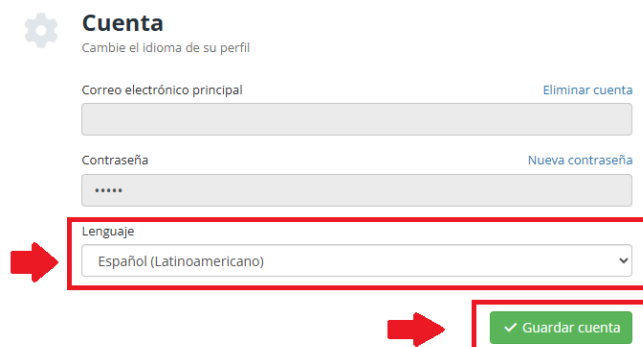 Cuenta
Cambie el idioma de su perfil
Correo electrónico principal Eliminar cuenta
Contraseña Nueva contraseña
•••••
Lenguaje
Español (Latinoamericano)
Guardar cuenta